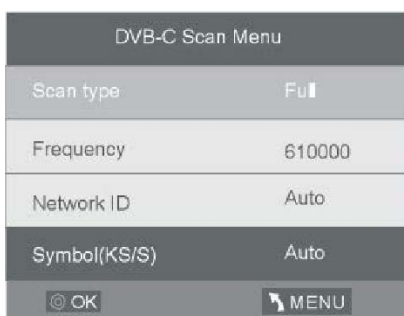 DVB-C Scan Menu
Scan type Full
Frequency 610000
Network ID Auto
Symbol(KS/S) Auto
OK MENU